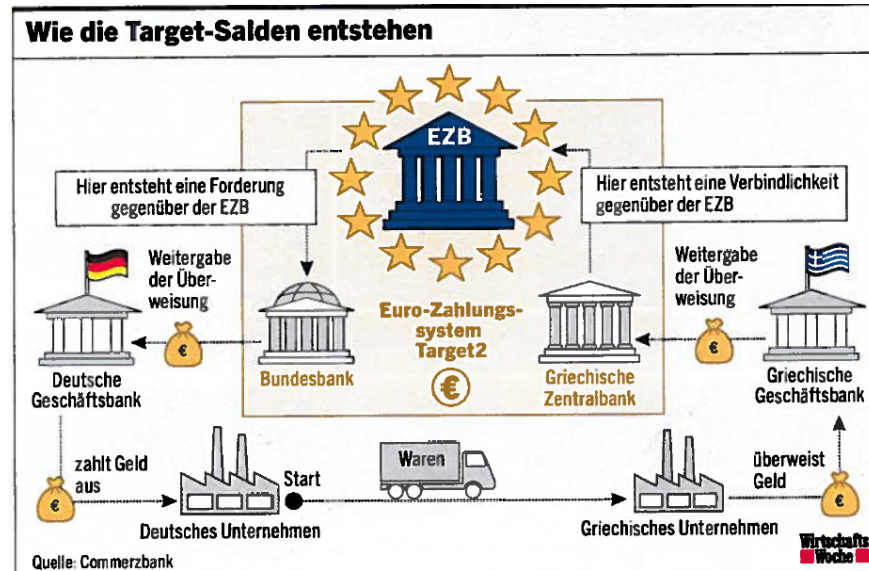 Wie die Target-Salden entstehen
EZB
Hier entsteht eine Forderung
gegenüber der EZB
Hier entsteht eine Verbindlichkeit
gegenüber der EZB
Weitergabe
der Über-
weisung
Weitergabe
der Über-
weisung
Euro-Zahlungs-
system
Target2
€
€
€
Deutsche
Geschäftsbank
Bundesbank
Griechische
Zentralbank
Griechische
Geschäftsbank
zahlt Geld
aus
€
Start
Waren
überweist
Geld
€
Deutsches Unternehmen
Griechisches Unternehmen
Quelle: Commerzbank
Wirtschafts
Woche